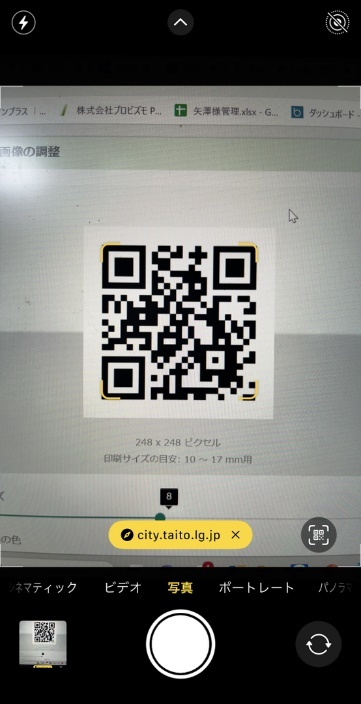 ンプラス
株式会社プロビズモ P...
矢澤様管理.xlsx - G...
ダッシュボード -
画像の調整
248 x 248 ピクセル
印刷サイズの目安: 10 ～ 17 mm用
8
の色
city.taito.lg.jp ×
ネマティック ビデオ 写真 ポートレート パノラマ